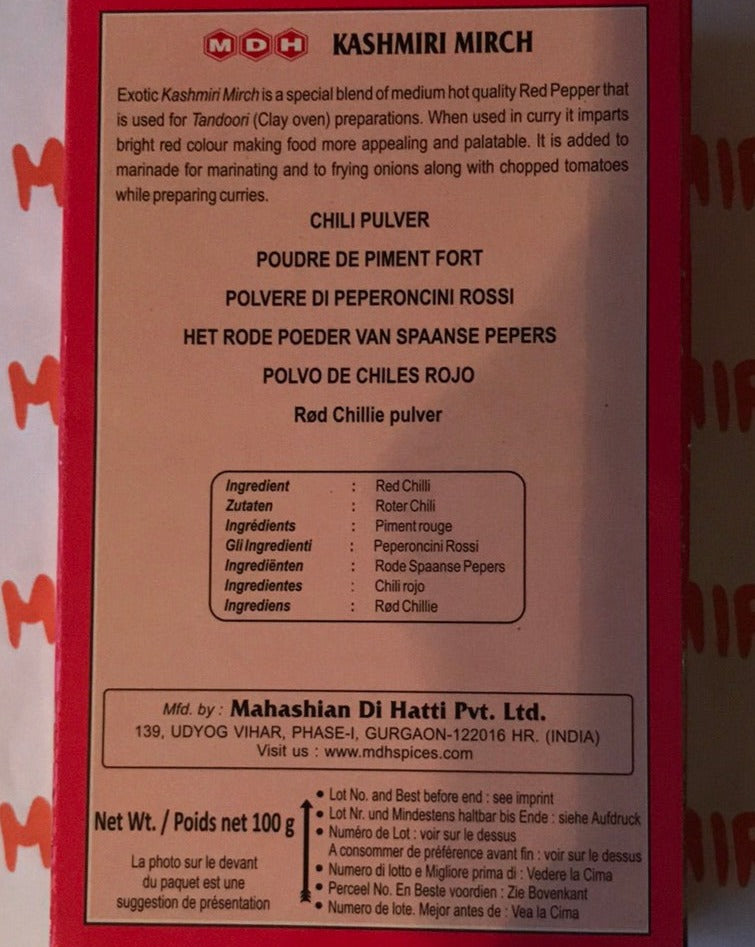 MDH KASHMIRI MIRCH
Exotic Kashmiri Mirch is a special blend of medium hot quality Red Pepper that
is used for Tandoori (Clay oven) preparations. When used in curry it imparts
bright red colour making food more appealing and palatable. It is added to
marinade for marinating and to frying onions along with chopped tomatoes
while preparing curries.
CHILI PULVER
POUDRE DE PIMENT FORT
POLVERE DI PEPERONCINI ROSSI
HET RODE POEDER VAN SPAANSE PEPERS
POLVO DE CHILES ROJO
Rød Chillie pulver
Ingredient : Red Chilli
Zutaten : Roter Chili
Ingrédients : Piment rouge
Gli Ingredienti : Peperoncini Rossi
Ingrediënten : Rode Spaanse Pepers
Ingredientes : Chili rojo
Ingrediens : Rød Chillie
Mfd. by : Mahashian Di Hatti Pvt. Ltd.
139, UDYOG VIHAR, PHASE-I, GURGAON-122016 HR. (INDIA)
Visit us : www.mdhspices.com
Net Wt. / Poids net 100 g
La photo sur le devant
du paquet est une
suggestion de présentation
• Lot No. and Best before end : see imprint
• Lot Nr. und Mindestens haltbar bis Ende : siehe Aufdruck
• Numéro de Lot : voir sur le dessus
A consommer de préférence avant fin : voir sur le dessus
• Numero di lotto e Migliore prima di : Vedere la Cima
• Perceel No. En Beste voordien : Zie Bovenkant
• Numero de lote. Mejor antes de : Vea la Cima